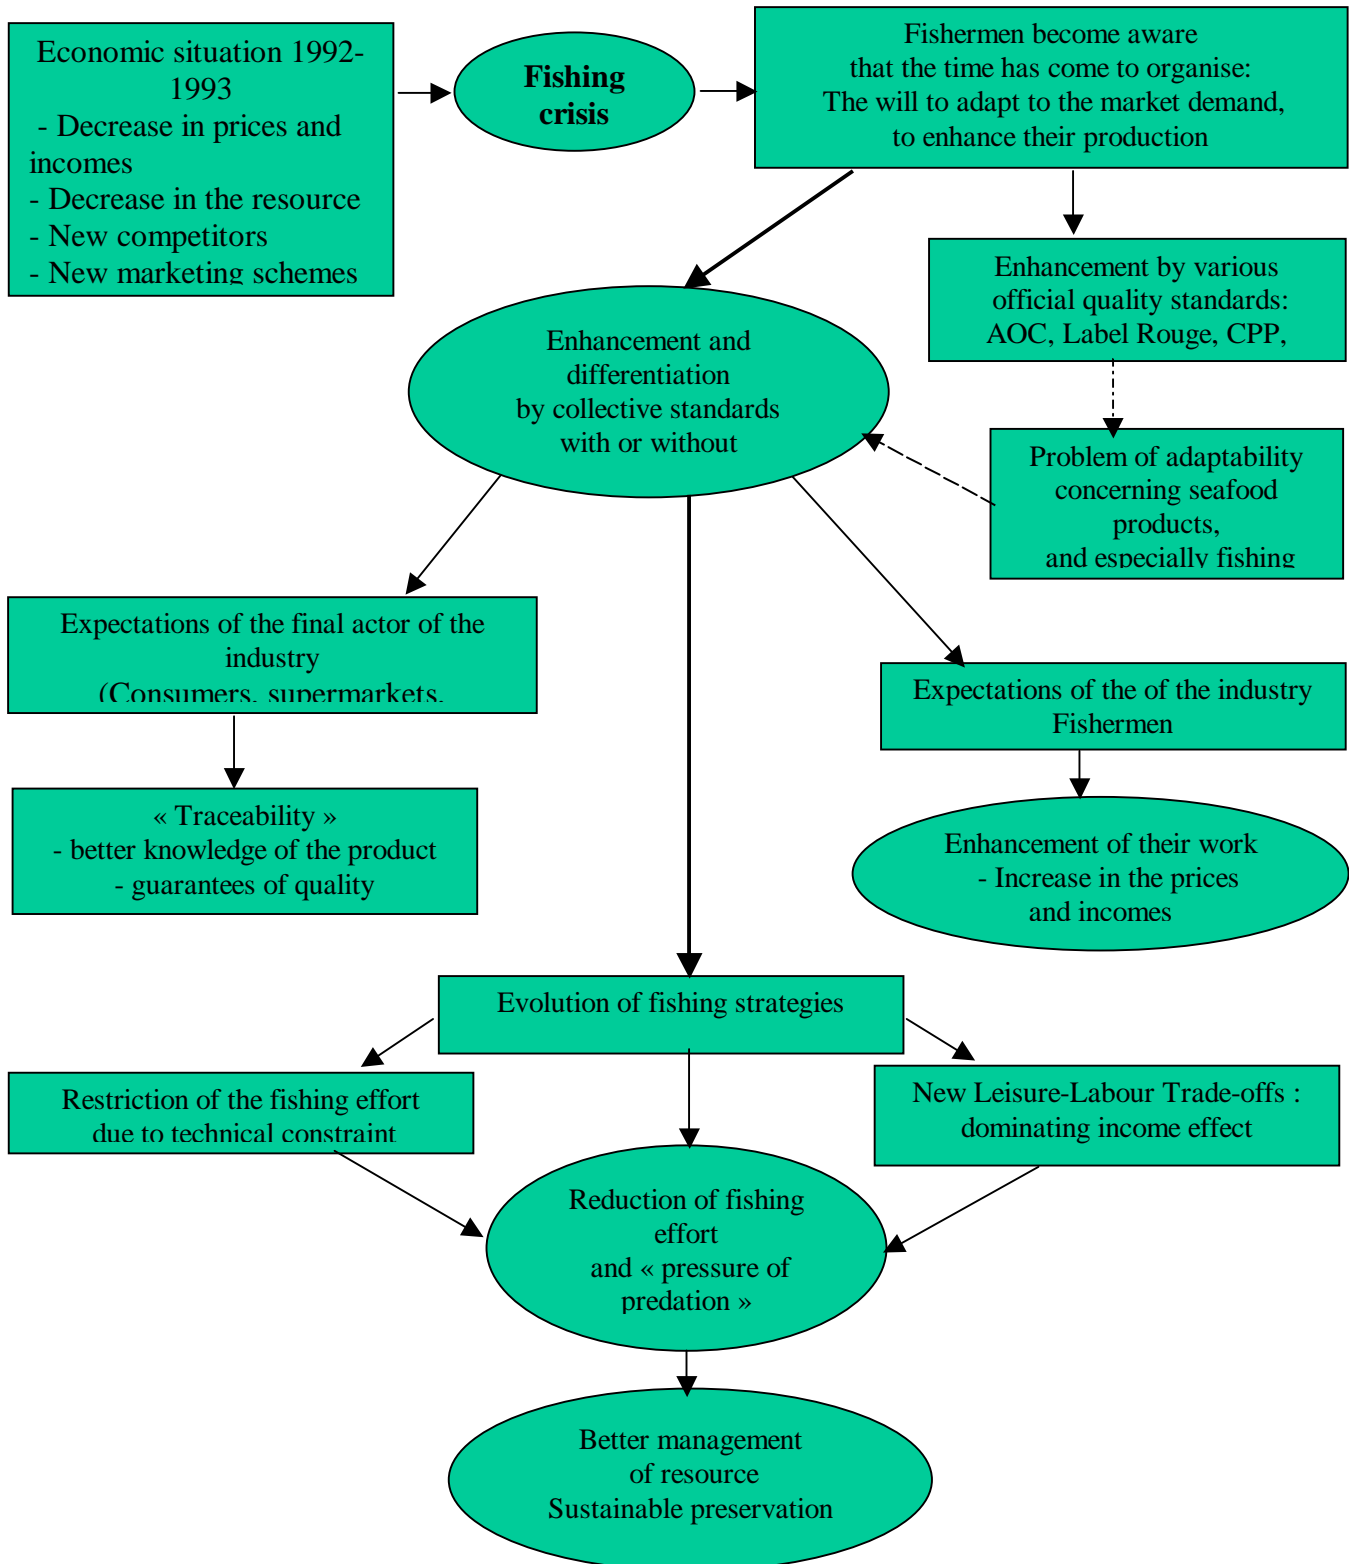 Economic situation 1992-
1993
- Decrease in prices and
incomes
- Decrease in the resource
- New competitors
- New marketing schemes
Fishing
crisis
Fishermen become aware
that the time has come to organise:
The will to adapt to the market demand,
to enhance their production
Enhancement by various
official quality standards:
AOC, Label Rouge, CPP,
Enhancement and
differentiation
by collective standards
with or without
Problem of adaptability
concerning seafood
products,
and especially fishing
Expectations of the final actor of the
industry
(Consumers, supermarkets,
Expectations of the of the industry
Fishermen
« Traceability »
- better knowledge of the product
- guarantees of quality
Enhancement of their work
- Increase in the prices
and incomes
Evolution of fishing strategies
Restriction of the fishing effort
due to technical constraint
New Leisure-Labour Trade-offs :
dominating income effect
Reduction of fishing
effort
and « pressure of
predation »
Better management
of resource
Sustainable preservation